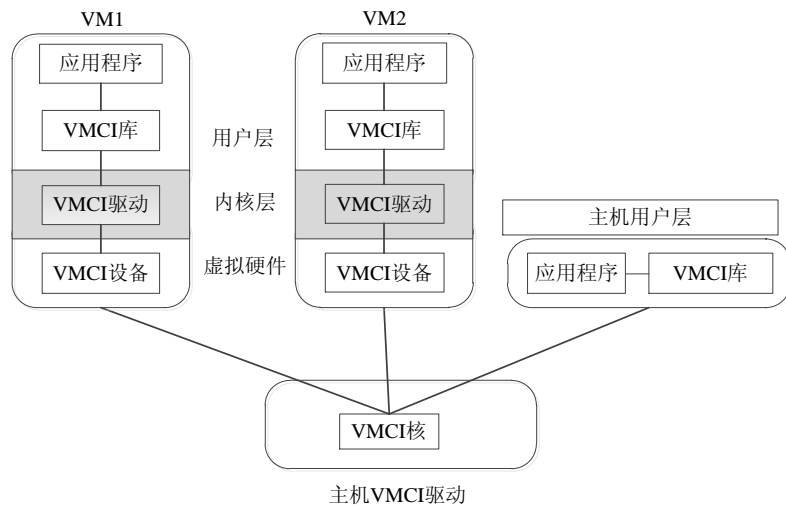 VM1
VM2
应用程序
应用程序
VMCI库
VMCI库
用户层
VMCI驱动
内核层
VMCI驱动
主机用户层
VMCI设备
虚拟硬件
VMCI设备
应用程序
VMCI库
VMCI核
主机VMCI驱动